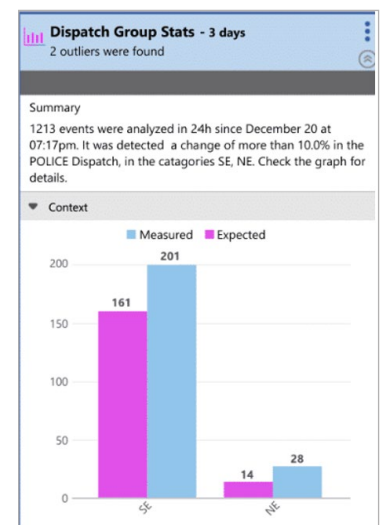 Dispatch Group Stats - 3 days
2 outliers were found
Summary
1213 events were analyzed in 24h since December 20 at
07:17pm. It was detected a change of more than 10.0% in the
POLICE Dispatch, in the catagories SE, NE. Check the graph for
details.
Context
Measured Expected
200
150
100
50
0
161
201
14
28
SE
NE